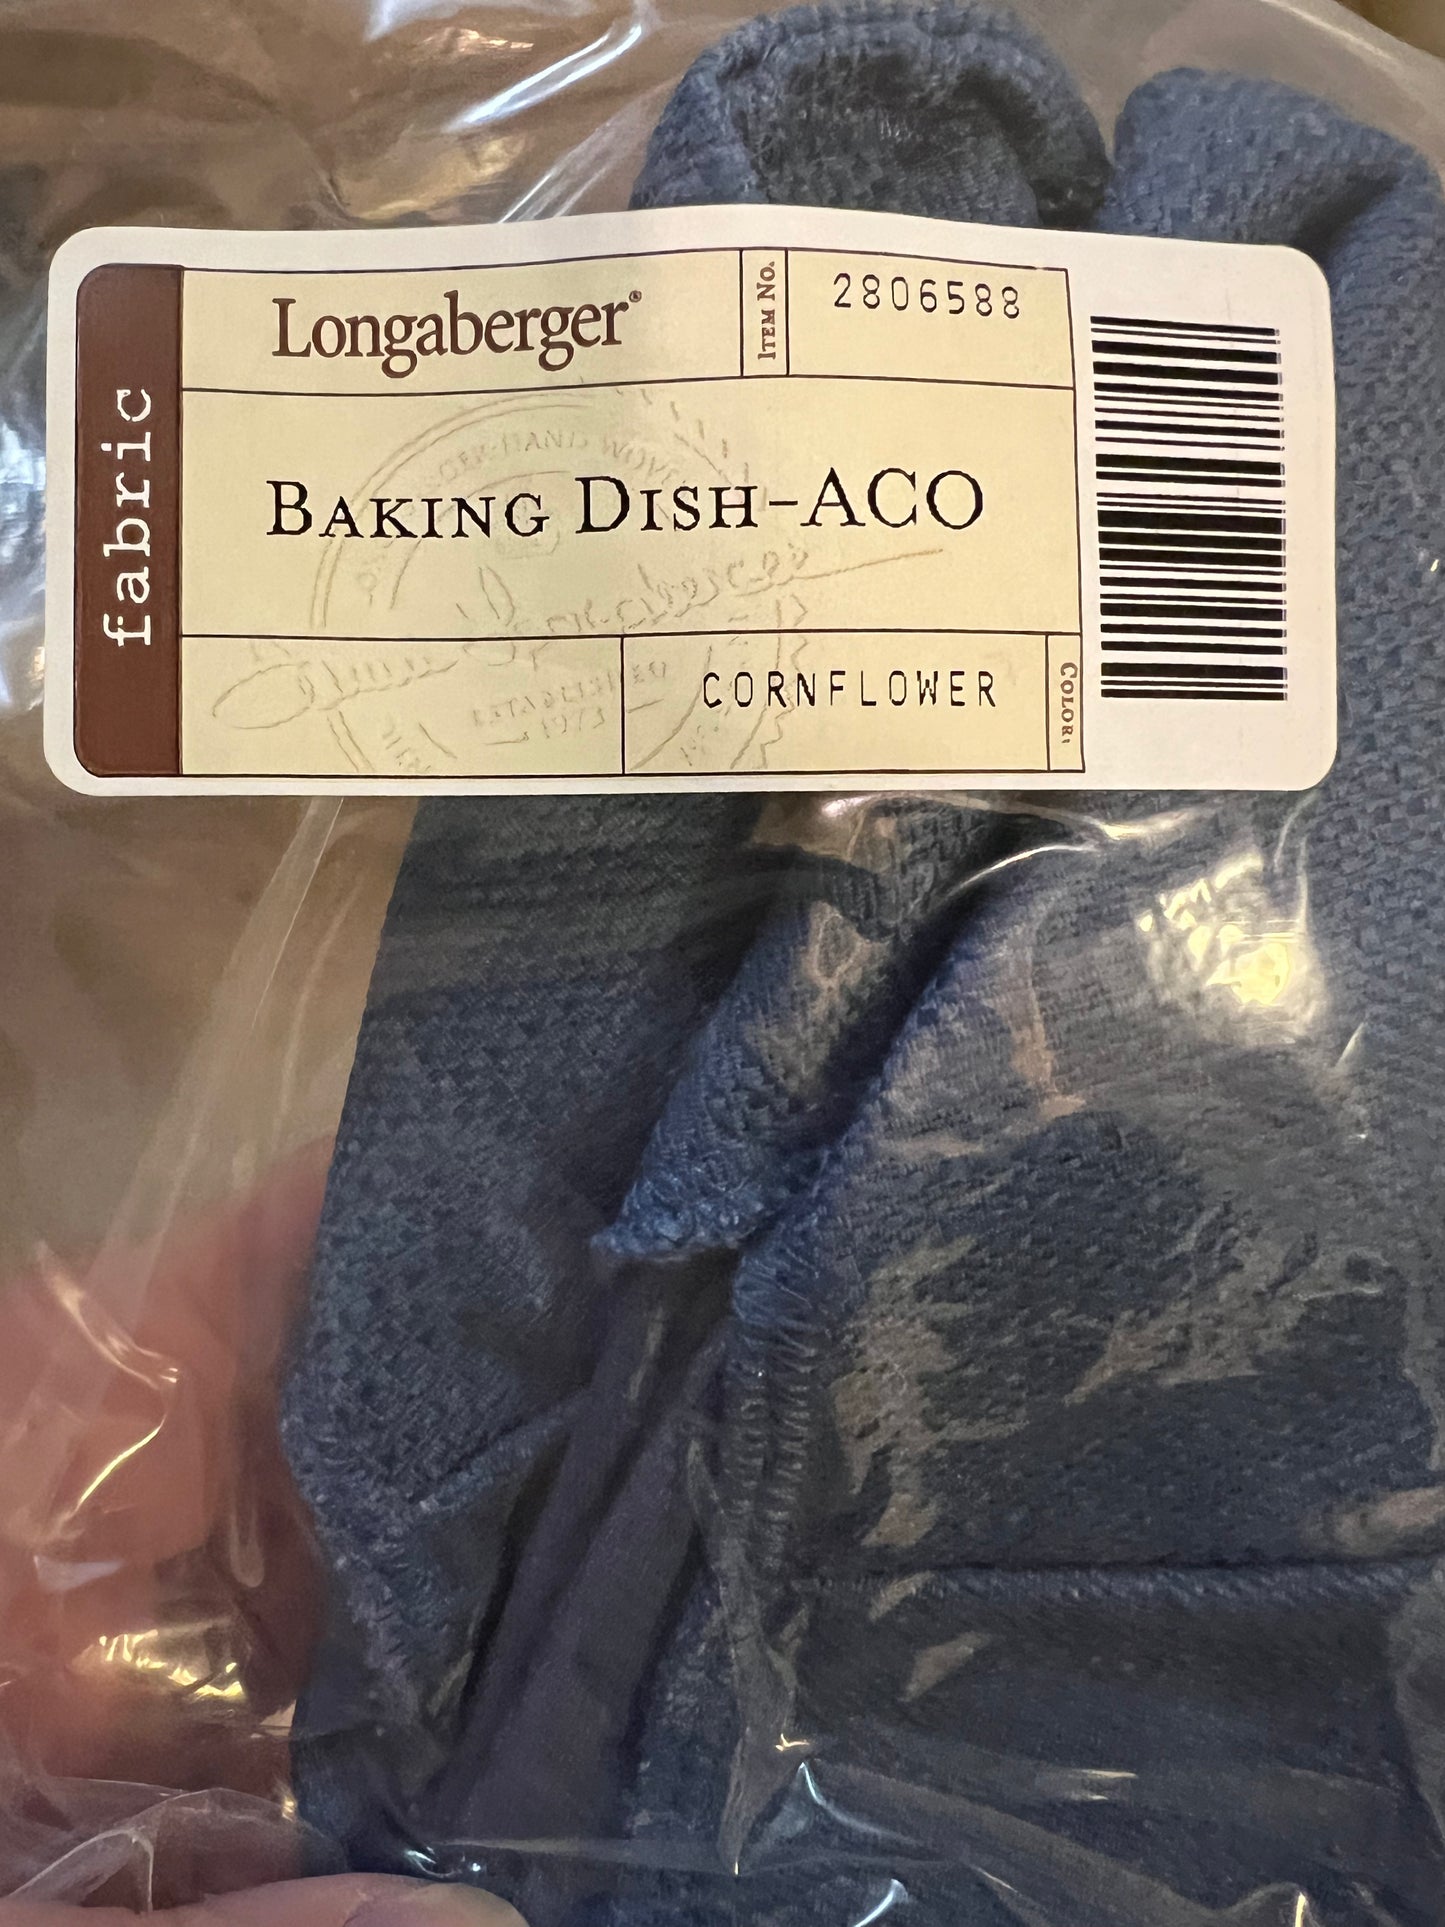 fabric
Longaberger®
ITEM NO.
2806588
BAKING DISH-ACO
CORNFLOWER
COLOR: